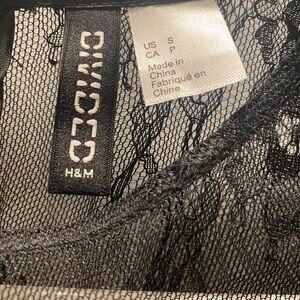 DIVIDED
H&M
US S
CA P
Made in
China
Fabriqué en
Chine